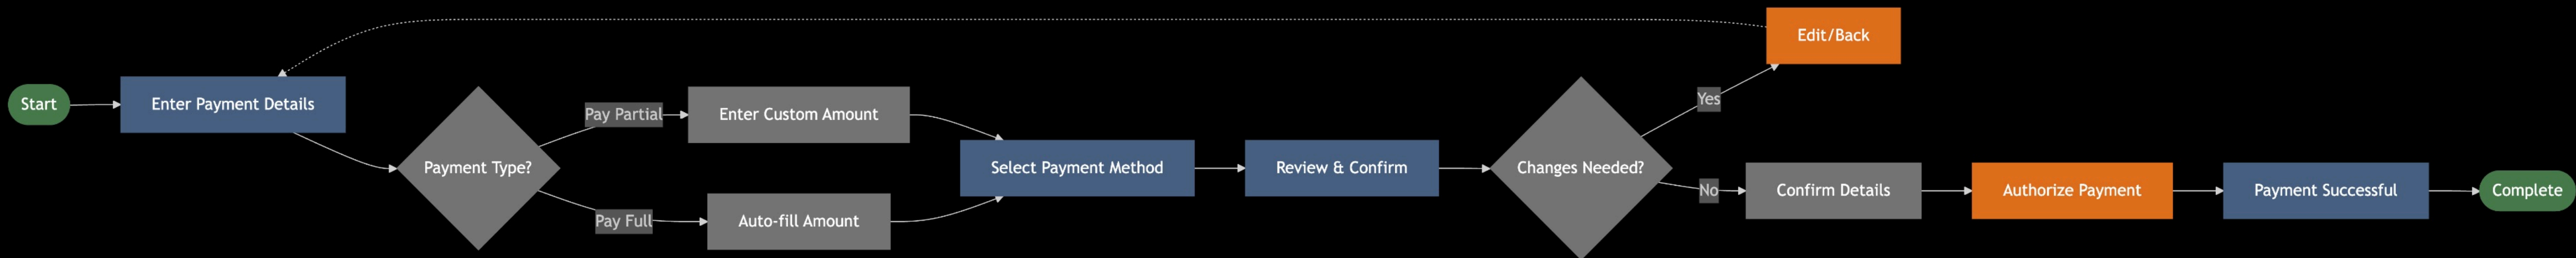 Start
Enter Payment Details
Payment Type?
Pay Partial
Enter Custom Amount
Pay Full
Auto-fill Amount
Select Payment Method
Review & Confirm
Changes Needed?
Yes
Edit/Back
No
Confirm Details
Authorize Payment
Payment Successful
Complete